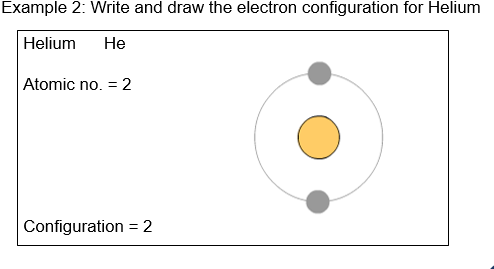 Example 2: Write and draw the electron configuration for Helium
Helium He
Atomic no. = 2
Configuration = 2